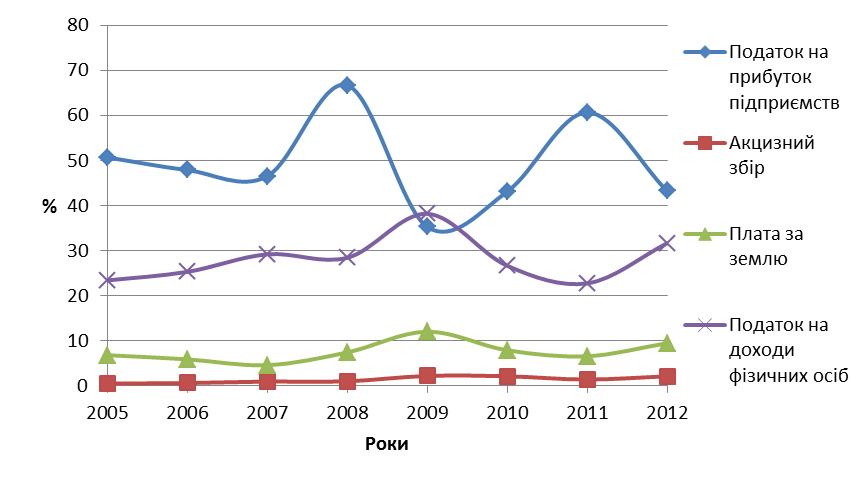 80
70
60
50
40
30
20
10
0
%
2005 2006 2007 2008 2009 2010 2011 2012
Роки
Податок на
прибуток
підприємств
Акцизний
збір
Плата за
землю
Податок на
доходи
фізичних осіб